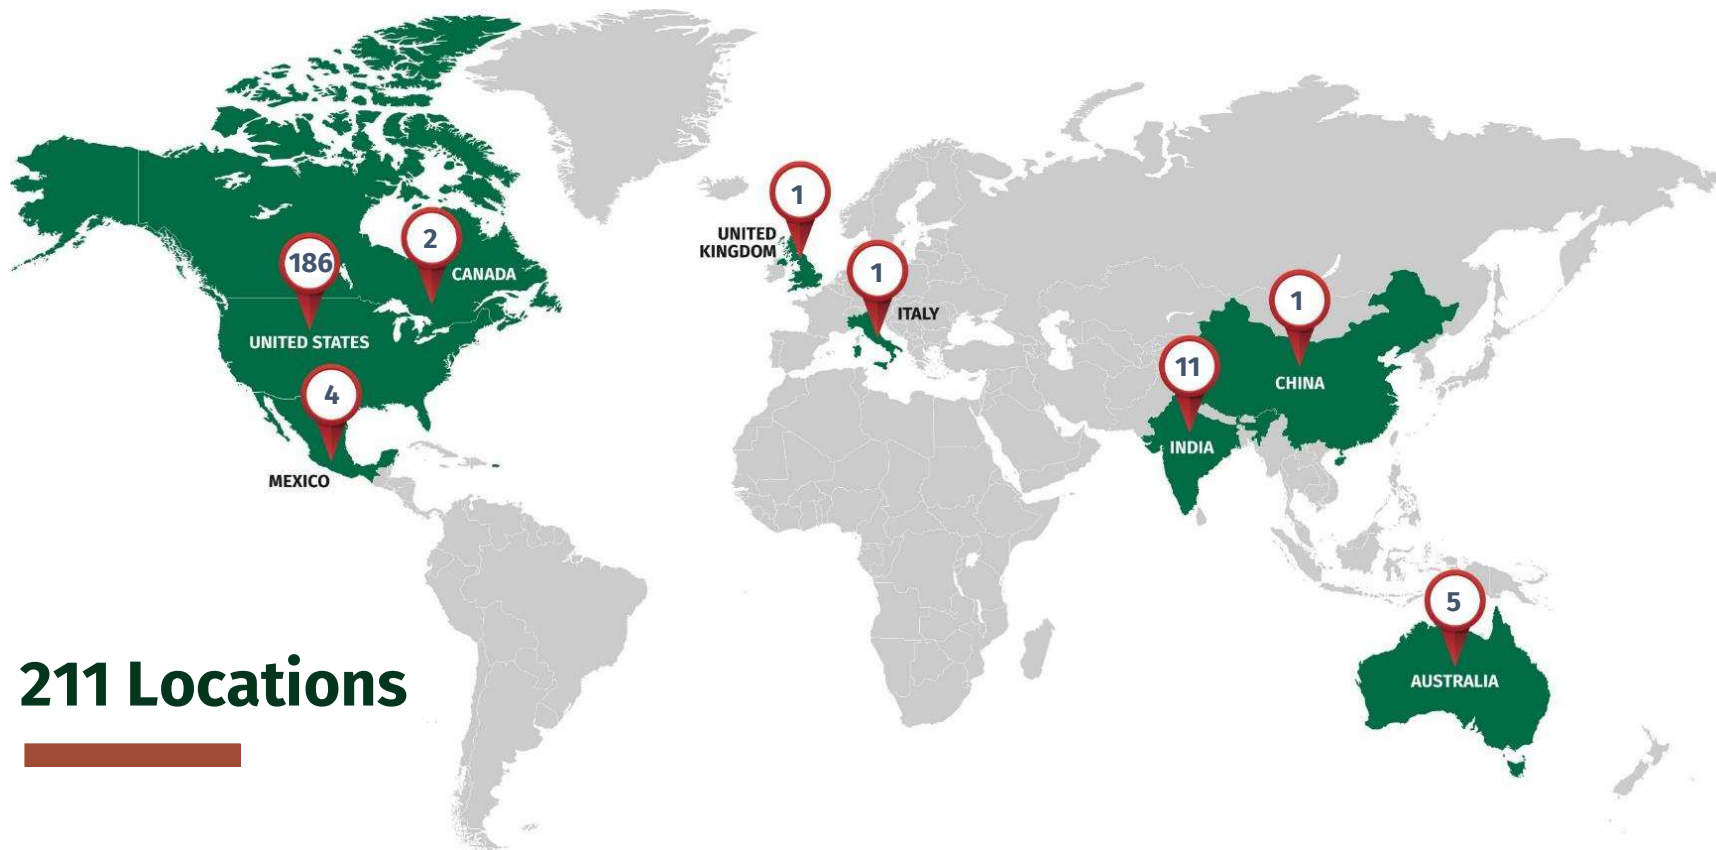 1
UNITED
KINGDOM
2
CANADA
186
UNITED STATES
1
ITALY
1
CHINA
11
INDIA
4
MEXICO
5
AUSTRALIA
211 Locations